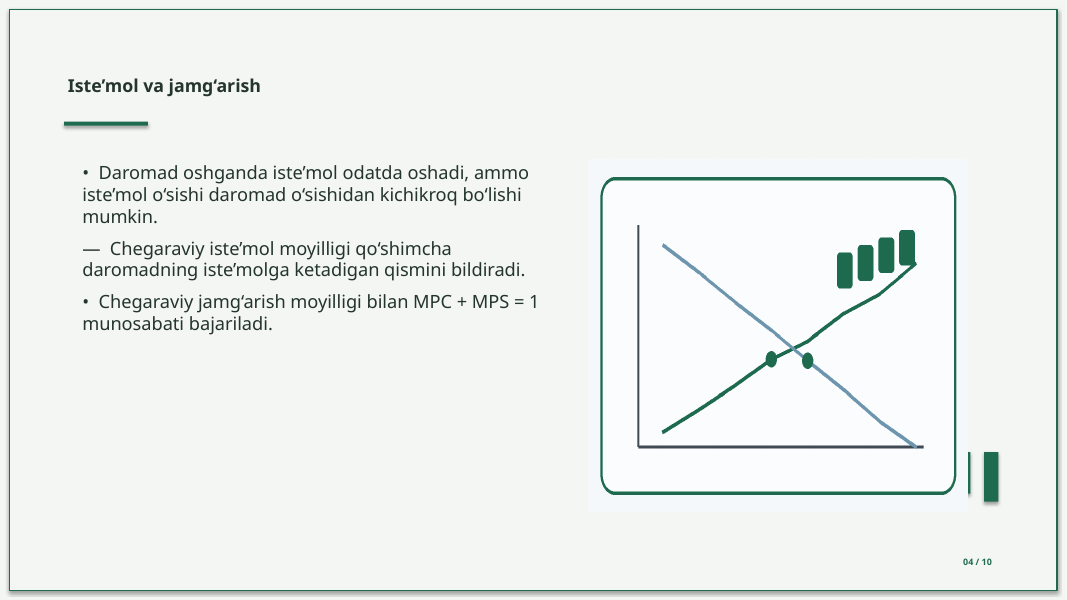 Iste’mol va jamg‘arish
• Daromad oshganda iste’mol odatda oshadi, ammo
iste’mol o‘sishi daromad o‘sishidan kichikroq bo‘lishi
mumkin.
— Chegaraviy iste’mol moyilligi qo‘shimcha
daromadning iste’molga ketadigan qismini bildiradi.
• Chegaraviy jamg‘arish moyilligi bilan MPC + MPS = 1
munosabati bajariladi.
04 / 10